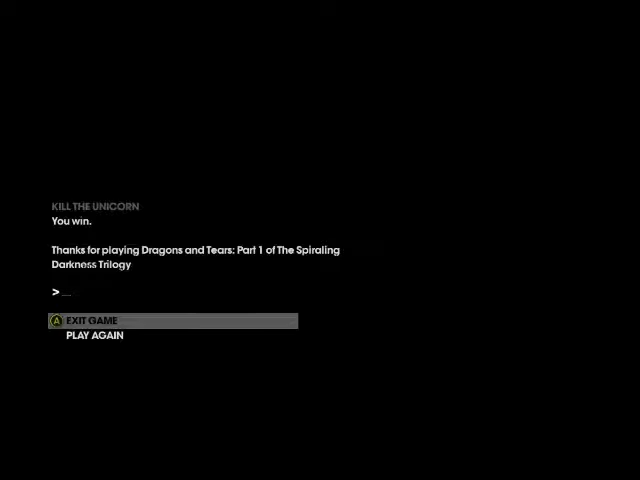 KILL THE UNICORN
You win.
Thanks for playing Dragons and Tears: Part 1 of The Spiraling
Darkness Trilogy
>_
A EXIT GAME
PLAY AGAIN